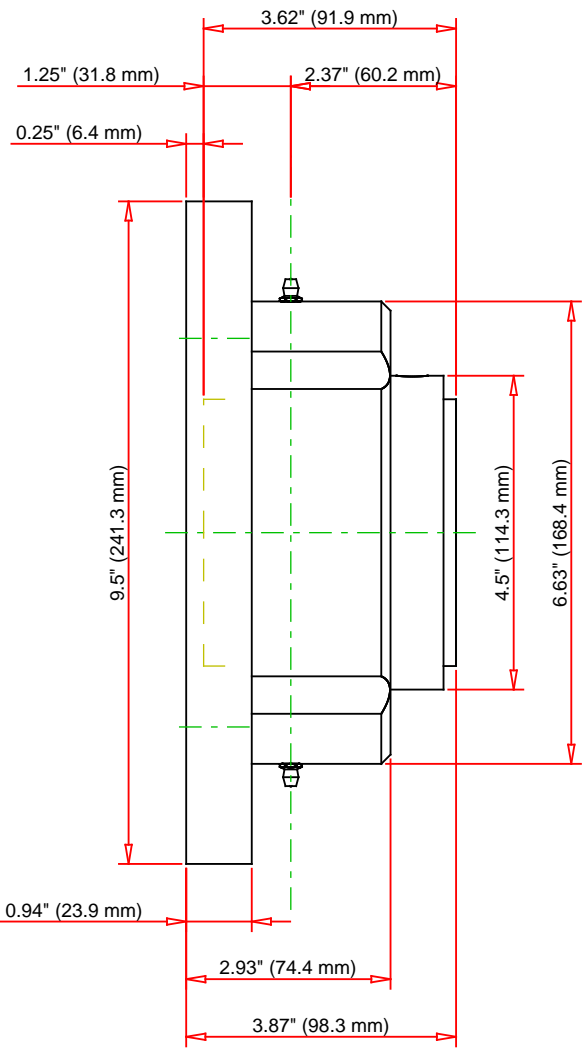 3.62" (91.9 mm)
1.25" (31.8 mm)
2.37" (60.2 mm)
0.25" (6.4 mm)
9.5" (241.3 mm)
4.5" (114.3 mm)
6.63" (168.4 mm)
0.94" (23.9 mm)
2.93" (74.4 mm)
3.87" (98.3 mm)